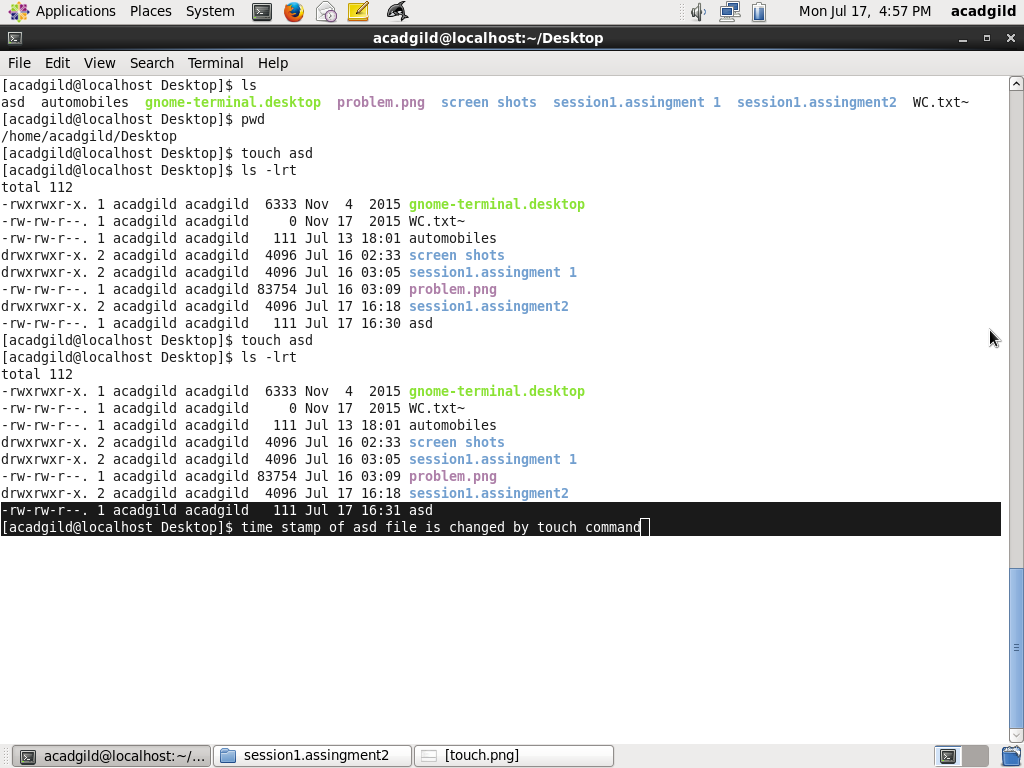 Applications Places System Mon Jul 17, 4:57 PM acadgild
acadgild@localhost:~/Desktop
File Edit View Search Terminal Help
[acadgild@localhost Desktop]$ ls
asd  automobiles  gnome-terminal.desktop  problem.png  screen shots  session1.assingment 1  session1.assingment2  WC.txt~
[acadgild@localhost Desktop]$ pwd
/home/acadgild/Desktop
[acadgild@localhost Desktop]$ touch asd
[acadgild@localhost Desktop]$ ls -lrt
total 112
-rwxrwxr-x. 1 acadgild acadgild  6333 Nov  4  2015 gnome-terminal.desktop
-rw-rw-r--. 1 acadgild acadgild     0 Nov 17  2015 WC.txt~
-rw-rw-r--. 1 acadgild acadgild   111 Jul 13 18:01 automobiles
drwxrwxr-x. 2 acadgild acadgild  4096 Jul 16 02:33 screen shots
drwxrwxr-x. 2 acadgild acadgild  4096 Jul 16 03:05 session1.assingment 1
-rw-rw-r--. 1 acadgild acadgild 83754 Jul 16 03:09 problem.png
drwxrwxr-x. 2 acadgild acadgild  4096 Jul 17 16:18 session1.assingment2
-rw-rw-r--. 1 acadgild acadgild   111 Jul 17 16:30 asd
[acadgild@localhost Desktop]$ touch asd
[acadgild@localhost Desktop]$ ls -lrt
total 112
-rwxrwxr-x. 1 acadgild acadgild  6333 Nov  4  2015 gnome-terminal.desktop
-rw-rw-r--. 1 acadgild acadgild     0 Nov 17  2015 WC.txt~
-rw-rw-r--. 1 acadgild acadgild   111 Jul 13 18:01 automobiles
drwxrwxr-x. 2 acadgild acadgild  4096 Jul 16 02:33 screen shots
drwxrwxr-x. 2 acadgild acadgild  4096 Jul 16 03:05 session1.assingment 1
-rw-rw-r--. 1 acadgild acadgild 83754 Jul 16 03:09 problem.png
drwxrwxr-x. 2 acadgild acadgild  4096 Jul 17 16:18 session1.assingment2
-rw-rw-r--. 1 acadgild acadgild   111 Jul 17 16:31 asd
[acadgild@localhost Desktop]$ time stamp of asd file is changed by touch command
acadgild@localhost:~/... session1.assingment2 [touch.png]